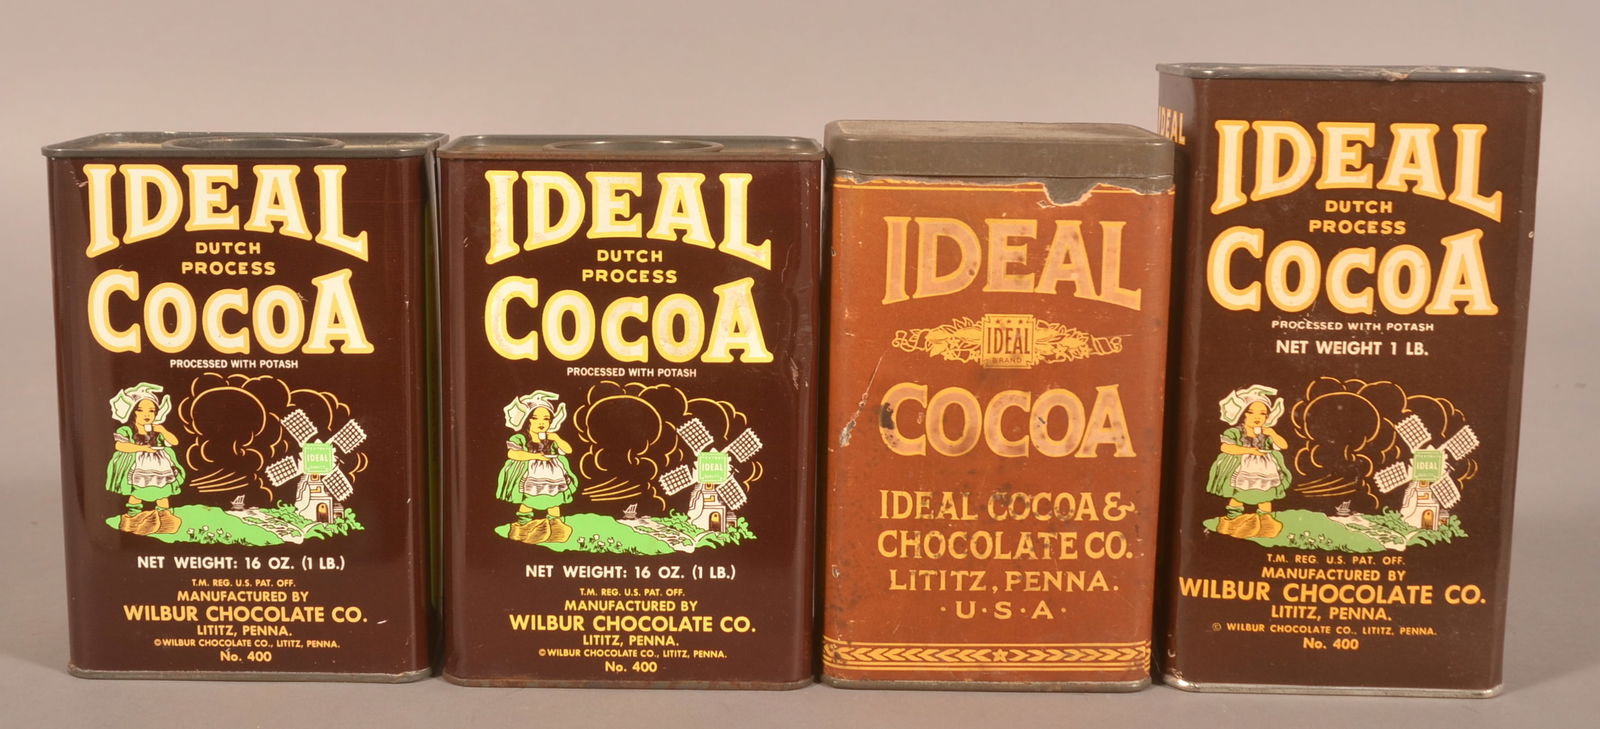 IDEAL
DUTCH
PROCESS
COCOA
PROCESSED WITH POTASH
IDEAL
NET WEIGHT: 16 OZ. (1 LB.)
T.M. REG. U.S. PAT. OFF.
MANUFACTURED BY
WILBUR CHOCOLATE CO.
LITITZ, PENNA.
© WILBUR CHOCOLATE CO., LITITZ, PENNA.
No. 400
IDEAL
DUTCH
PROCESS
COCOA
PROCESSED WITH POTASH
IDEAL
NET WEIGHT: 16 OZ. (1 LB.)
T.M. REG. U.S. PAT. OFF.
MANUFACTURED BY
WILBUR CHOCOLATE CO.
LITITZ, PENNA.
© WILBUR CHOCOLATE CO., LITITZ, PENNA.
No. 400
IDEAL
IDEAL
BRAND
COCOA
IDEAL COCOA &
CHOCOLATE CO.
LITITZ, PENNA.
· U · S · A ·
IDEAL
IDEAL
DUTCH
PROCESS
COCOA
PROCESSED WITH POTASH
NET WEIGHT 1 LB.
IDEAL
T.M. REG. U.S. PAT. OFF.
MANUFACTURED BY
WILBUR CHOCOLATE CO.
LITITZ, PENNA.
© WILBUR CHOCOLATE CO., LITITZ, PENNA.
No. 400